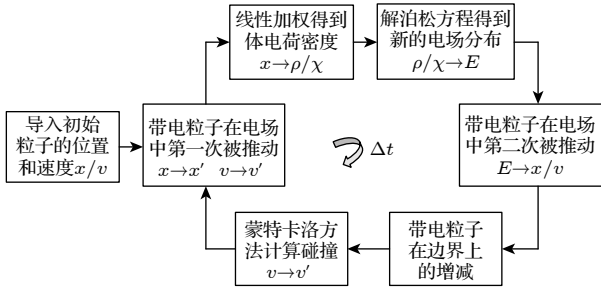 线性加权得到
体电荷密度
x→ρ/χ
解泊松方程得到
新的电场分布
ρ/χ→E
导入初始
粒子的位置
和速度x/v
带电粒子在电场
中第一次被推动
x→x′ v→v′
Δt
带电粒子在电场
中第二次被推动
E→x/v
蒙特卡洛方
法计算碰撞
v→v′
带电粒子
在边界上
的增减